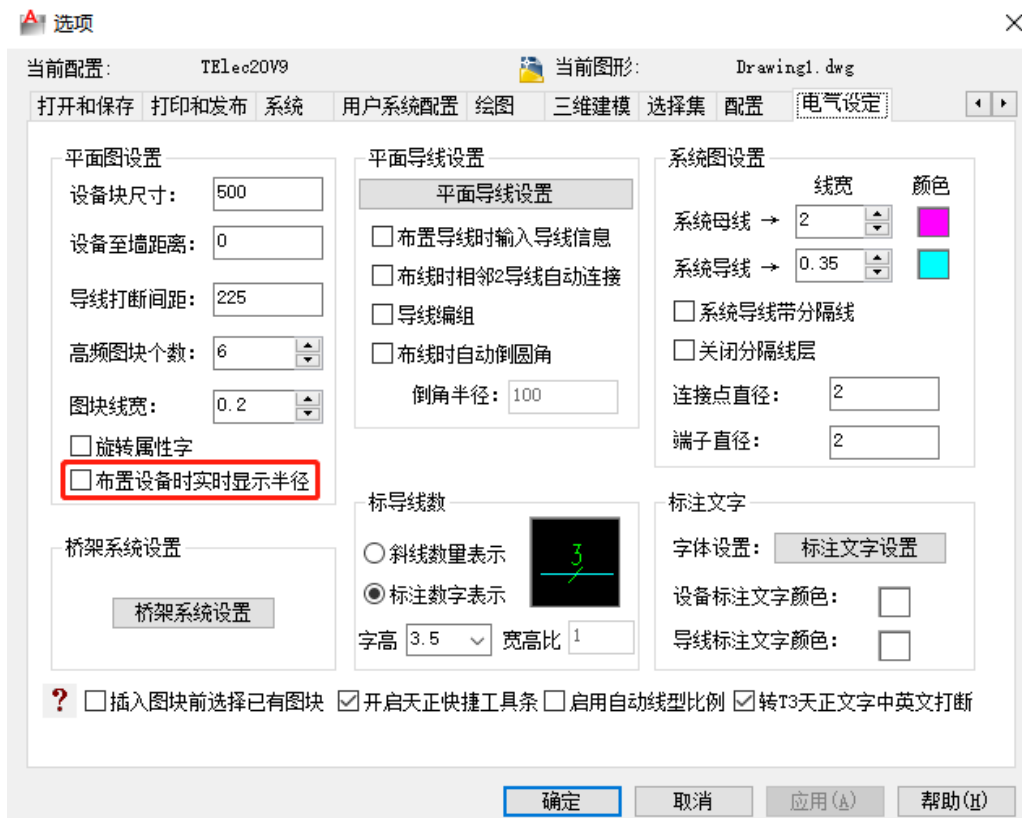 选项
当前配置: TElec20V9 当前图形: Drawing1.dwg
打开和保存 打印和发布 系统 用户系统配置 绘图 三维建模 选择集 配置 电气设定
平面图设置
设备块尺寸: 500
设备至墙距离: 0
导线打断间距: 225
高频图块个数: 6
图块线宽: 0.2
旋转属性字
布置设备时实时显示半径
桥架系统设置
桥架系统设置
平面导线设置
平面导线设置
布置导线时输入导线信息
布线时相邻2导线自动连接
导线编组
布线时自动倒圆角
倒角半径: 100
标导线数
斜线数量表示
标注数字表示
3
字高 3.5 宽高比 1
系统图设置
线宽 颜色
系统母线 → 2
系统导线 → 0.35
系统导线带分隔线
关闭分隔线层
连接点直径: 2
端子直径: 2
标注文字
字体设置: 标注文字设置
设备标注文字颜色:
导线标注文字颜色:
? 插入图块前选择已有图块 开启天正快捷工具条 启用自动线型比例 转T3天正文字中英文打断
确定 取消 应用(A) 帮助(H)